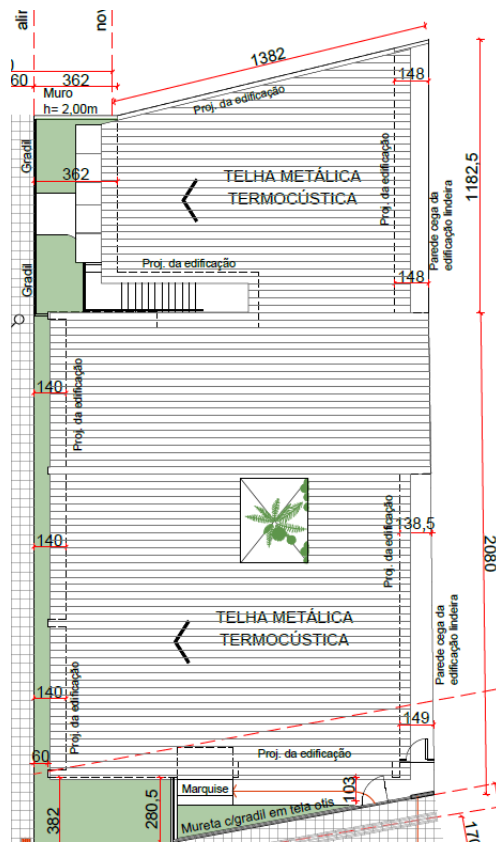 alir
nov
1382
60
362
148
Muro
h= 2,00m
Proj. da edificação
Gradil
362
TELHA METÁLICA
TERMOCÚSTICA
Proj. da edificação
Parede cega da
edificação lindeira
1182,5
Proj. da edificação
Gradil
148
140
Proj. da edificação
140
Proj. da edificação
138,5
2080
TELHA METÁLICA
TERMOCÚSTICA
Parede cega da
edificação lindeira
140
Proj. da edificação
149
60
Proj. da edificação
Marquise
103
382
280,5
Mureta c/gradil em tela otis